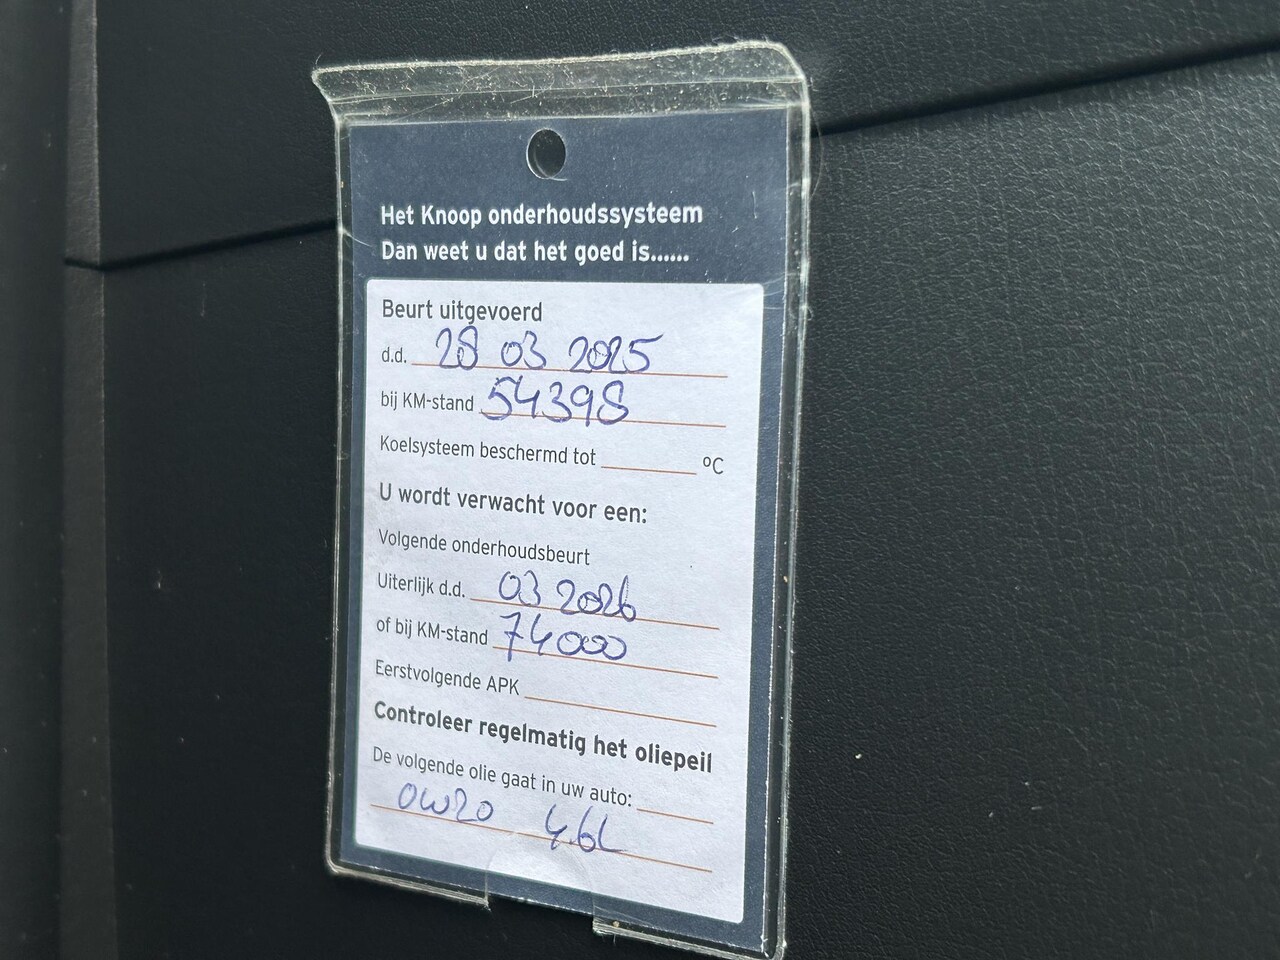 Het Knoop onderhoudssysteem
Dan weet u dat het goed is......
Beurt uitgevoerd
d.d. 28 03 2025
bij KM-stand 54398
Koelsysteem beschermd tot ºC
U wordt verwacht voor een:
Volgende onderhoudsbeurt
Uiterlijk d.d. 03 2026
of bij KM-stand 74000
Eerstvolgende APK
Controleer regelmatig het oliepeil
De volgende olie gaat in uw auto:
0W20 4.6L